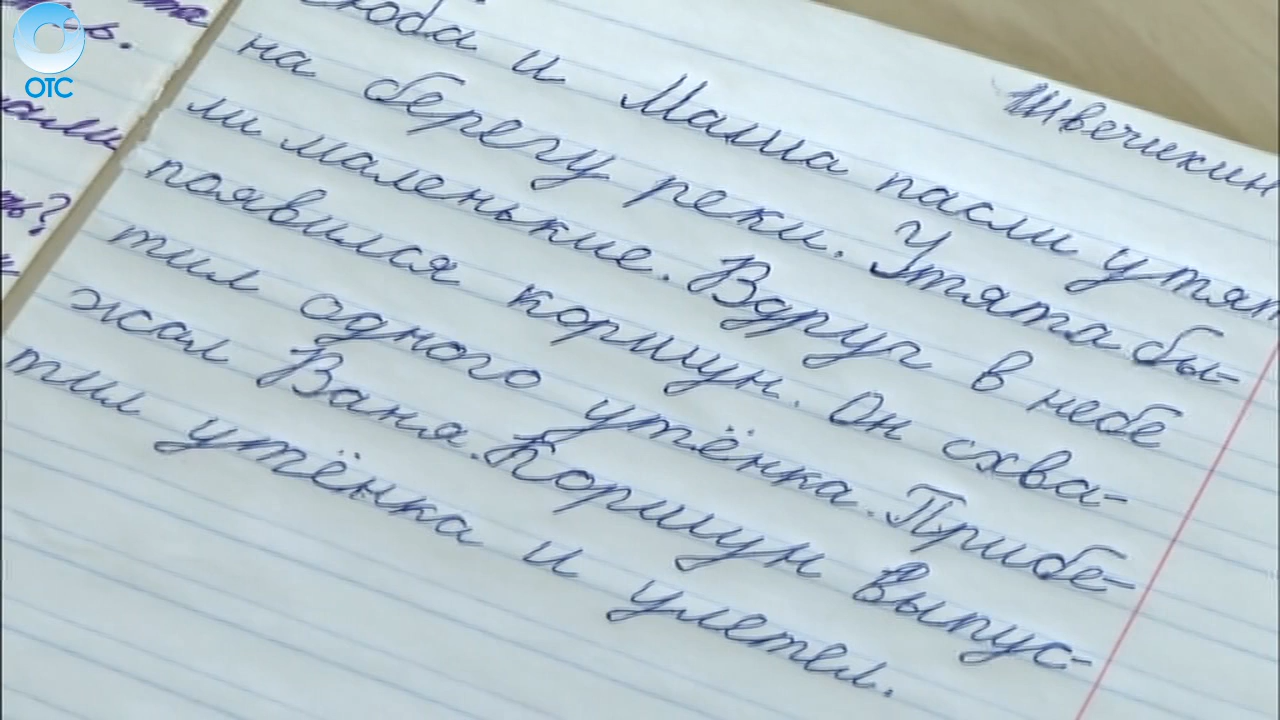 ОТС
Швечикин
Люба и Маша пасли утят
на берегу реки. Утята бы-
ли маленькие. Вдруг в небе
появился коршун. Он схва-
тил одного утёнка. Прибе-
жал Ваня. Коршун выпус-
тил утёнка и улетел.